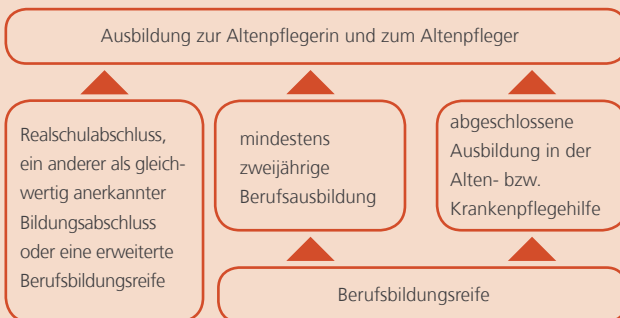 Ausbildung zur Altenpflegerin und zum Altenpfleger
Realschulabschluss,
ein anderer als gleich-
wertig anerkannter
Bildungsabschluss
oder eine erweiterte
Berufsbildungsreife
mindestens
zweijährige
Berufsausbildung
abgeschlossene
Ausbildung in der
Alten- bzw.
Krankenpflegehilfe
Berufsbildungsreife